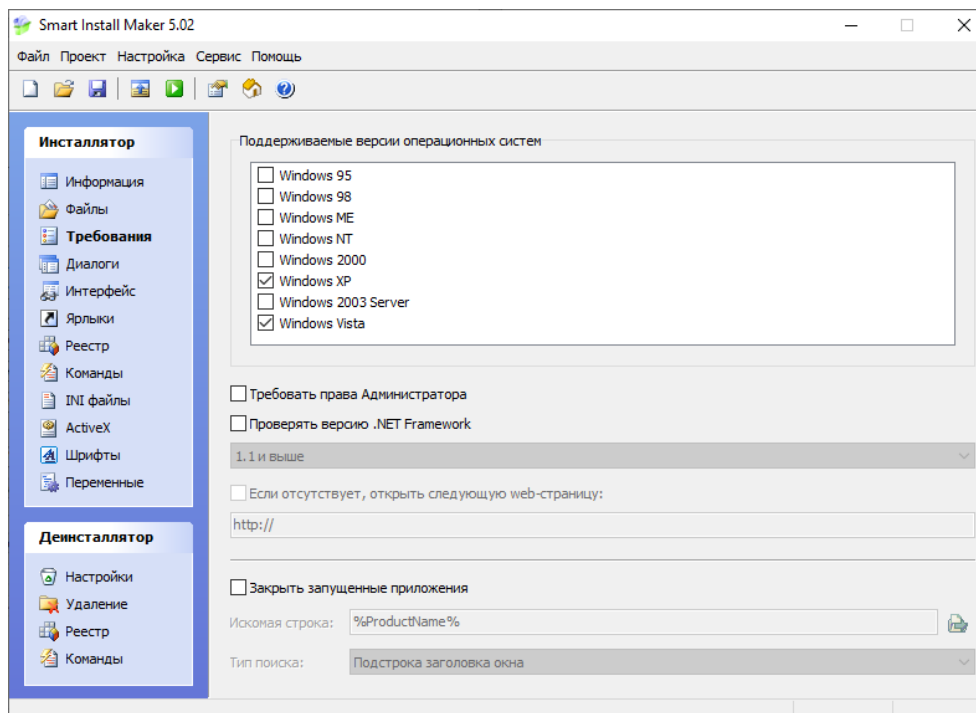 Smart Install Maker 5.02
Файл Проект Настройка Сервис Помощь
Инсталлятор
Информация
Файлы
Требования
Диалоги
Интерфейс
Ярлыки
Реестр
Команды
INI файлы
ActiveX
Шрифты
Переменные
Деинсталлятор
Настройки
Удаление
Реестр
Команды
Поддерживаемые версии операционных систем
Windows 95
Windows 98
Windows ME
Windows NT
Windows 2000
Windows XP
Windows 2003 Server
Windows Vista
Требовать права Администратора
Проверять версию .NET Framework
1.1 и выше
Если отсутствует, открыть следующую web-страницу:
http://
Закрыть запущенные приложения
Искомая строка: %ProductName%
Тип поиска: Подстрока заголовка окна